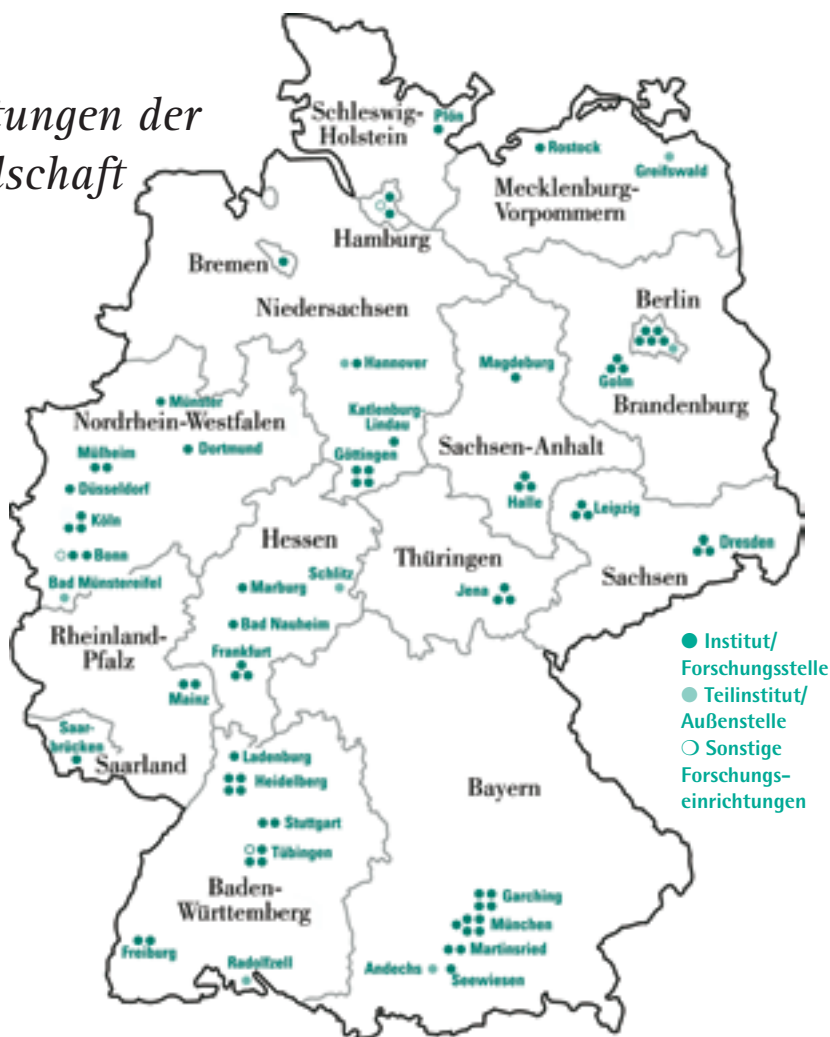 tungen der
lschaft
Schleswig-
Holstein
Plön
Rostock
Greifswald
Mecklenburg-
Vorpommern
Hamburg
Bremen
Niedersachsen
Berlin
Hannover
Magdeburg
Golm
Brandenburg
Münster
Nordrhein-Westfalen
Katlenburg-
Lindau
Dortmund
Sachsen-Anhalt
Mülheim
Göttingen
Düsseldorf
Halle
Leipzig
Köln
Hessen
Thüringen
Dresden
Bonn
Schlitz
Sachsen
Bad Münstereifel
Marburg
Jena
Rheinland-
Pfalz
Bad Nauheim
Frankfurt
Mainz
Saar-
brücken
Saarland
Ladenburg
Heidelberg
Bayern
Stuttgart
Tübingen
Baden-
Württemberg
Garching
München
Freiburg
Martinsried
Radolfzell
Andechs
Seewiesen
Institut/
Forschungsstelle
Teilinstitut/
Außenstelle
Sonstige
Forschungs-
einrichtungen